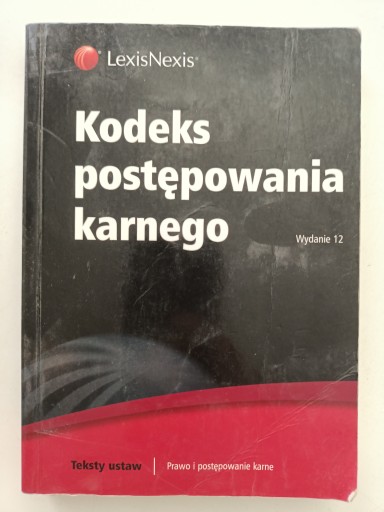 LexisNexis®
Kodeks
postępowania
karnego
Wydanie 12
Teksty ustaw | Prawo i postępowanie karne